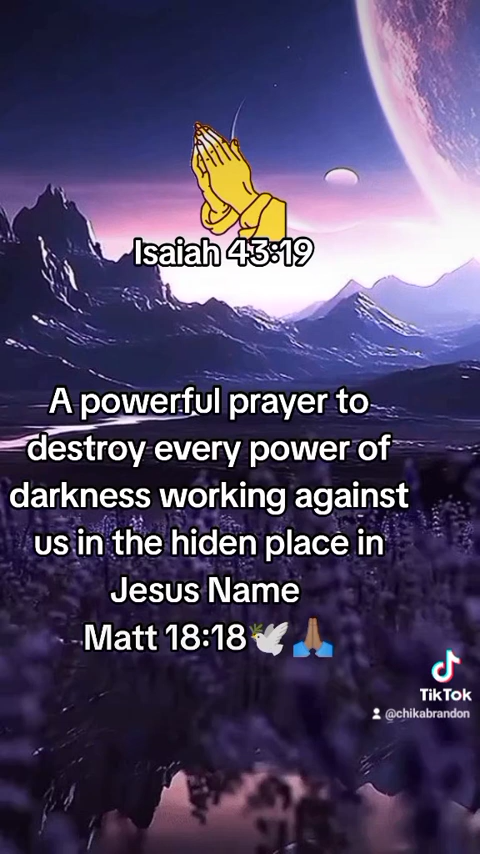 Isaiah 43:19
A powerful prayer to
destroy every power of
darkness working against
us in the hiden place in
Jesus Name
Matt 18:18🕊️🙏🏽
TikTok
@chikabrandon